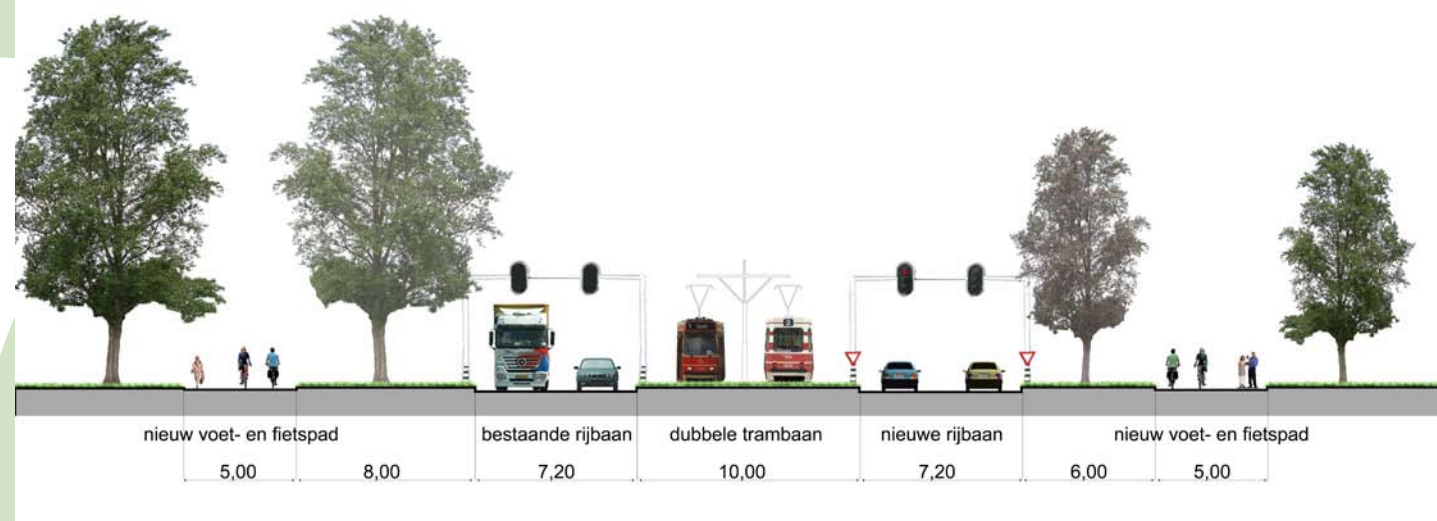 nieuw voet- en fietspad bestaande rijbaan dubbele trambaan nieuwe rijbaan nieuw voet- en fietspad
5,00 8,00 7,20 10,00 7,20 6,00 5,00